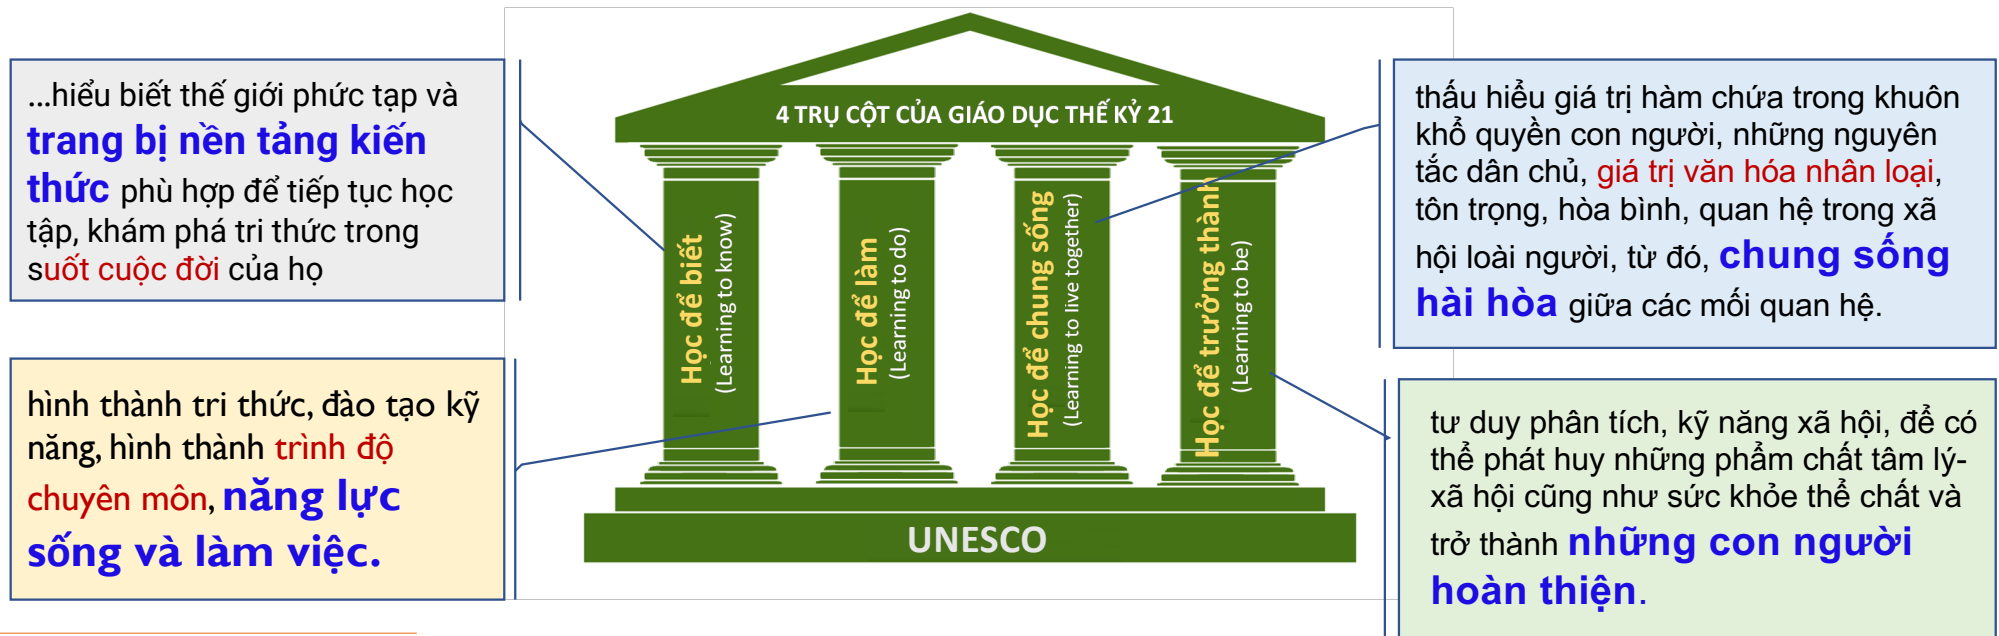 ...hiểu biết thế giới phức tạp và
trang bị nền tảng kiến
thức phù hợp để tiếp tục học
tập, khám phá tri thức trong
suốt cuộc đời của họ
hình thành tri thức, đào tạo kỹ
năng, hình thành trình độ
chuyên môn, năng lực
sống và làm việc.
4 TRỤ CỘT CỦA GIÁO DỤC THẾ KỶ 21
Học để biết
(Learning to know)
Học để làm
(Learning to do)
Học để chung sống
(Learning to live together)
Học để trưởng thành
(Learning to be)
UNESCO
thấu hiểu giá trị hàm chứa trong khuôn
khổ quyền con người, những nguyên
tắc dân chủ, giá trị văn hóa nhân loại,
tôn trọng, hòa bình, quan hệ trong xã
hội loài người, từ đó, chung sống
hài hòa giữa các mối quan hệ.
tư duy phân tích, kỹ năng xã hội, để có
thể phát huy những phẩm chất tâm lý-
xã hội cũng như sức khỏe thể chất và
trở thành những con người
hoàn thiện.